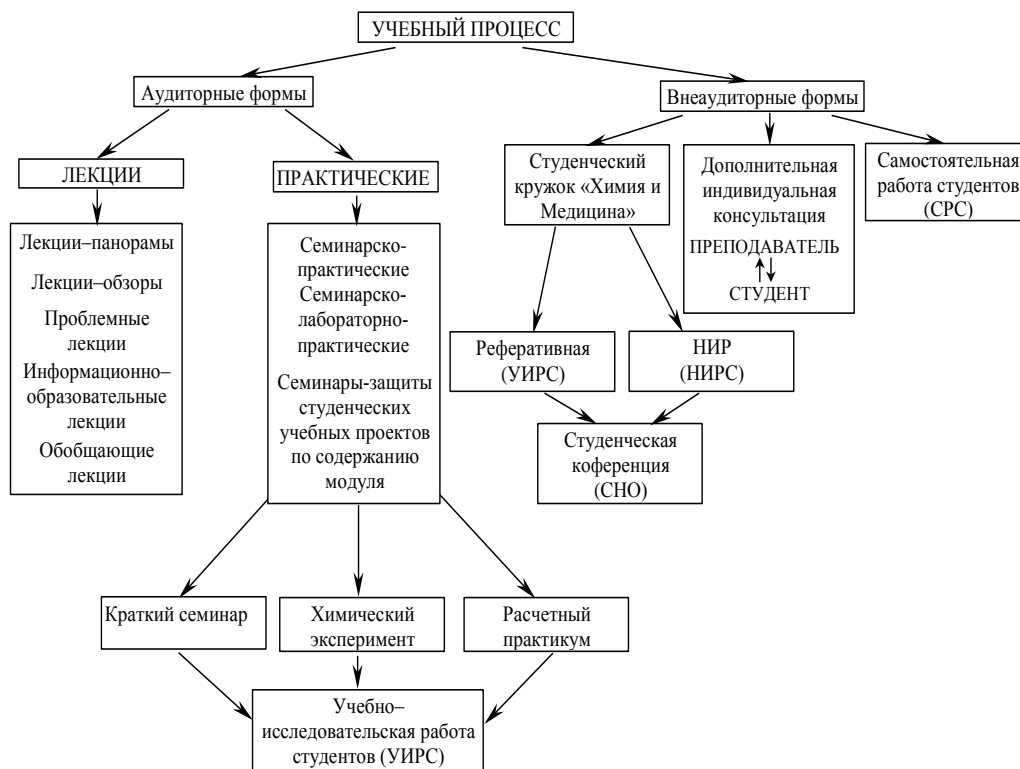 УЧЕБНЫЙ ПРОЦЕСС
Аудиторные формы
Внеаудиторные формы
ЛЕКЦИИ
ПРАКТИЧЕСКИЕ
Студенческий
кружок «Химия и
Медицина»
Дополнительная
индивидуальная
консультация
ПРЕПОДАВАТЕЛЬ
СТУДЕНТ
Самостоятельная
работа студентов
(СРС)
Лекции–панорамы
Лекции–обзоры
Проблемные
лекции
Информационно–
образовательные
лекции
Обобщающие
лекции
Семинарско-
практические
Семинарско-
лабораторно-
практические
Семинары-защиты
студенческих
учебных проектов
по содержанию
модуля
Реферативная
(УИРС)
НИР
(НИРС)
Студенческая
коференция
(СНО)
Краткий семинар
Химический
эксперимент
Расчетный
практикум
Учебно–
исследовательская работа
студентов (УИРС)